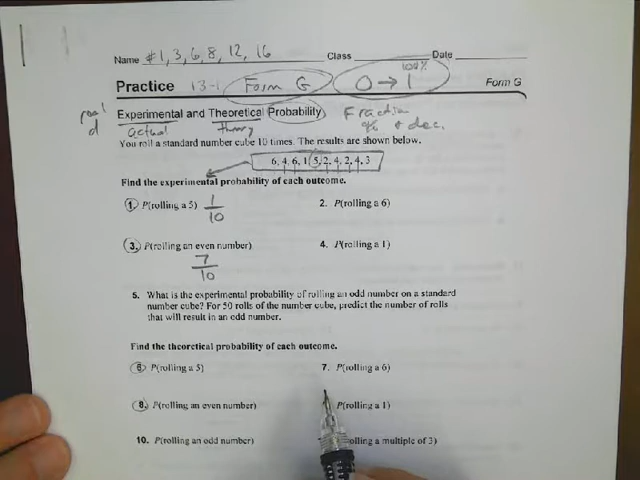 Name #1, 3, 6, 8, 12, 16 Class Date
100%
Practice 13-1 Form G 0 → 1 Form G
Experimental and Theoretical Probability Fraction
actual theory % + dec.
You roll a standard number cube 10 times. The results are shown below.
6, 4, 6, 1, 5, 2, 4, 2, 4, 3
Find the experimental probability of each outcome.
1. P(rolling a 5) 1/10 2. P(rolling a 6)
3. P(rolling an even number) 4. P(rolling a 1)
7/10
5. What is the experimental probability of rolling an odd number on a standard
number cube? For 50 rolls of the number cube, predict the number of rolls
that will result in an odd number.
Find the theoretical probability of each outcome.
6. P(rolling a 5) 7. P(rolling a 6)
8. P(rolling an even number) P(rolling a 1)
10. P(rolling an odd number) rolling a multiple of 3)